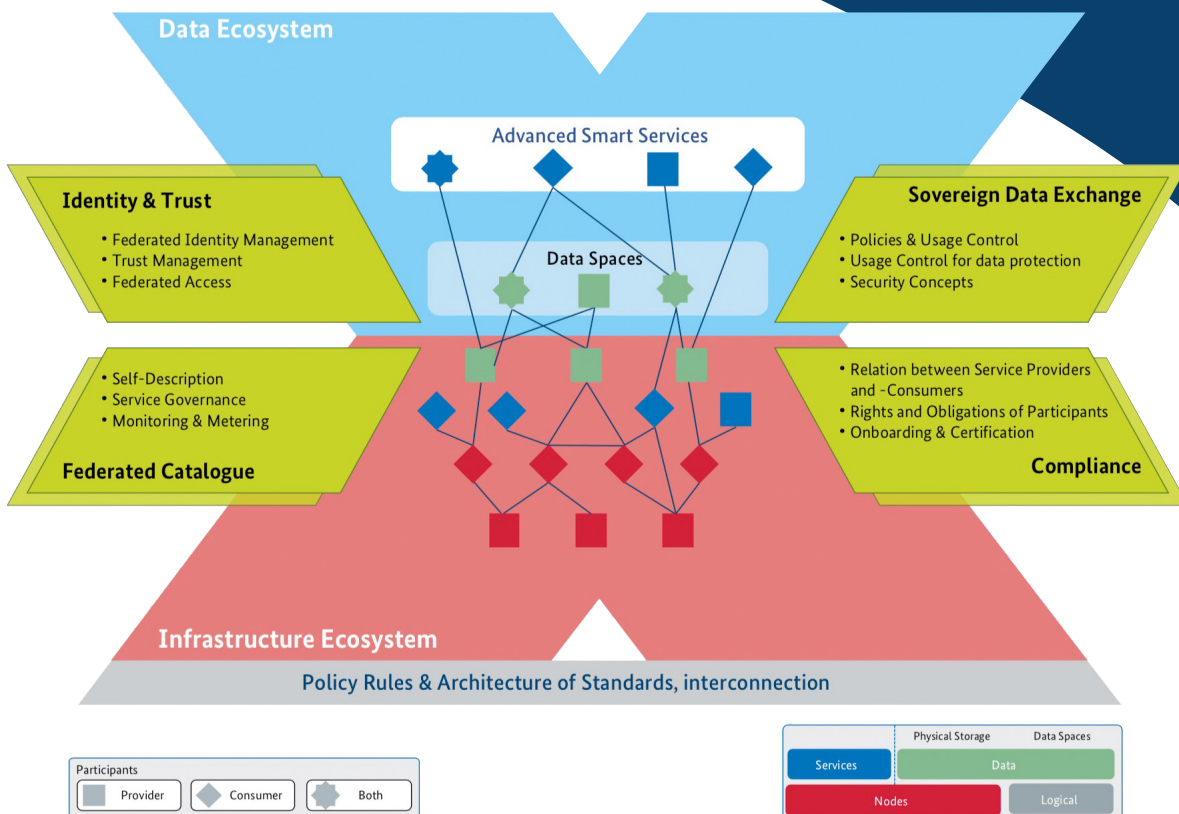 Data Ecosystem
Advanced Smart Services
Identity & Trust
• Federated Identity Management
• Trust Management
• Federated Access
Data Spaces
Sovereign Data Exchange
• Policies & Usage Control
• Usage Control for data protection
• Security Concepts
• Self-Description
• Service Governance
• Monitoring & Metering
Federated Catalogue
• Relation between Service Providers
and -Consumers
• Rights and Obligations of Participants
• Onboarding & Certification
Compliance
Infrastructure Ecosystem
Policy Rules & Architecture of Standards, interconnection
Participants
Provider
Consumer
Both
Physical Storage
Data Spaces
Services
Data
Nodes
Logical